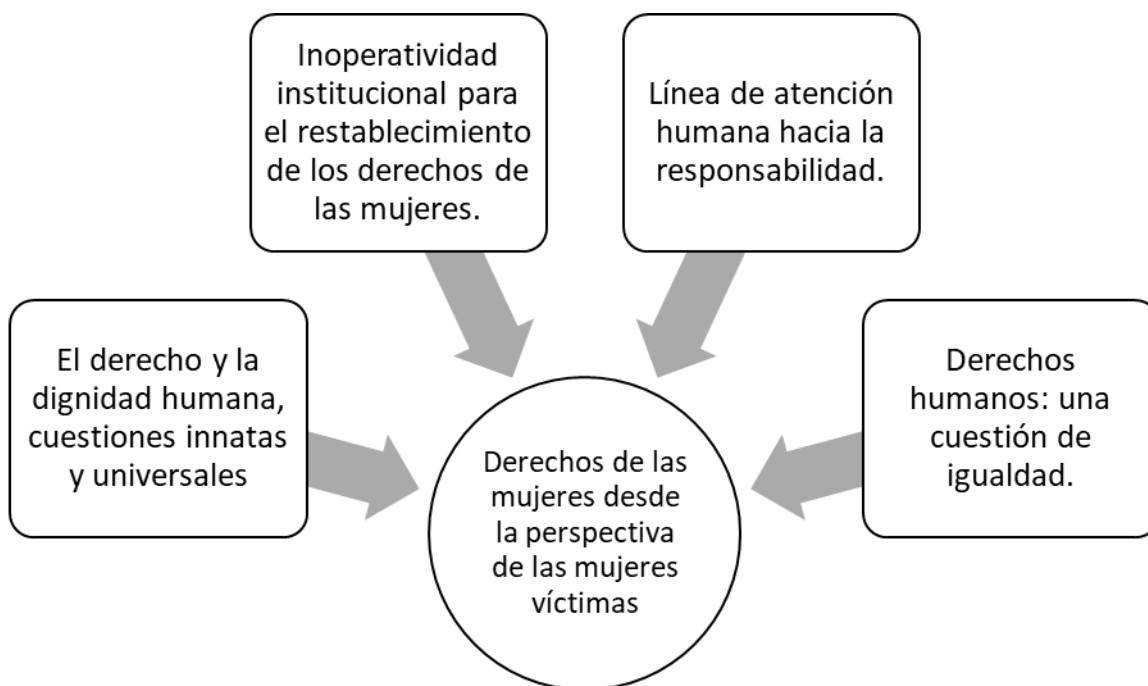 Inoperatividad
institucional para
el restablecimiento
de los derechos de
las mujeres.
Línea de atención
humana hacia la
responsabilidad.
El derecho y la
dignidad humana,
cuestiones innatas
y universales
Derechos
humanos: una
cuestión de
igualdad.
Derechos de las
mujeres desde
la perspectiva
de las mujeres
víctimas